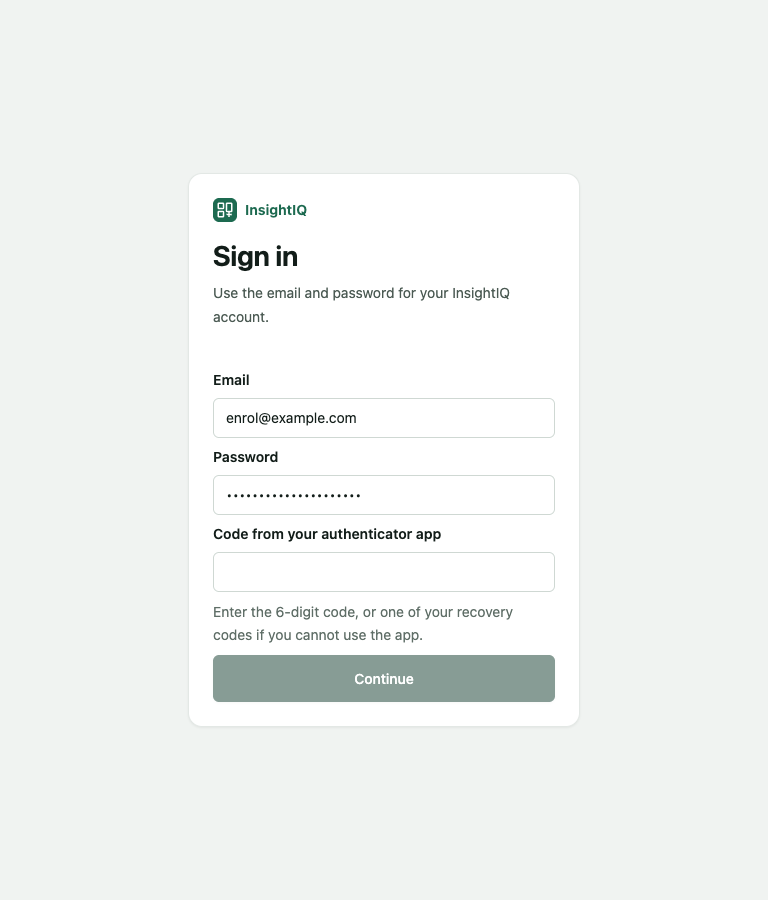 InsightIQ
Sign in
Use the email and password for your InsightIQ
account.
Email
enrol@example.com
Password
•••••••••••••••••••••
Code from your authenticator app
Enter the 6-digit code, or one of your recovery
codes if you cannot use the app.
Continue